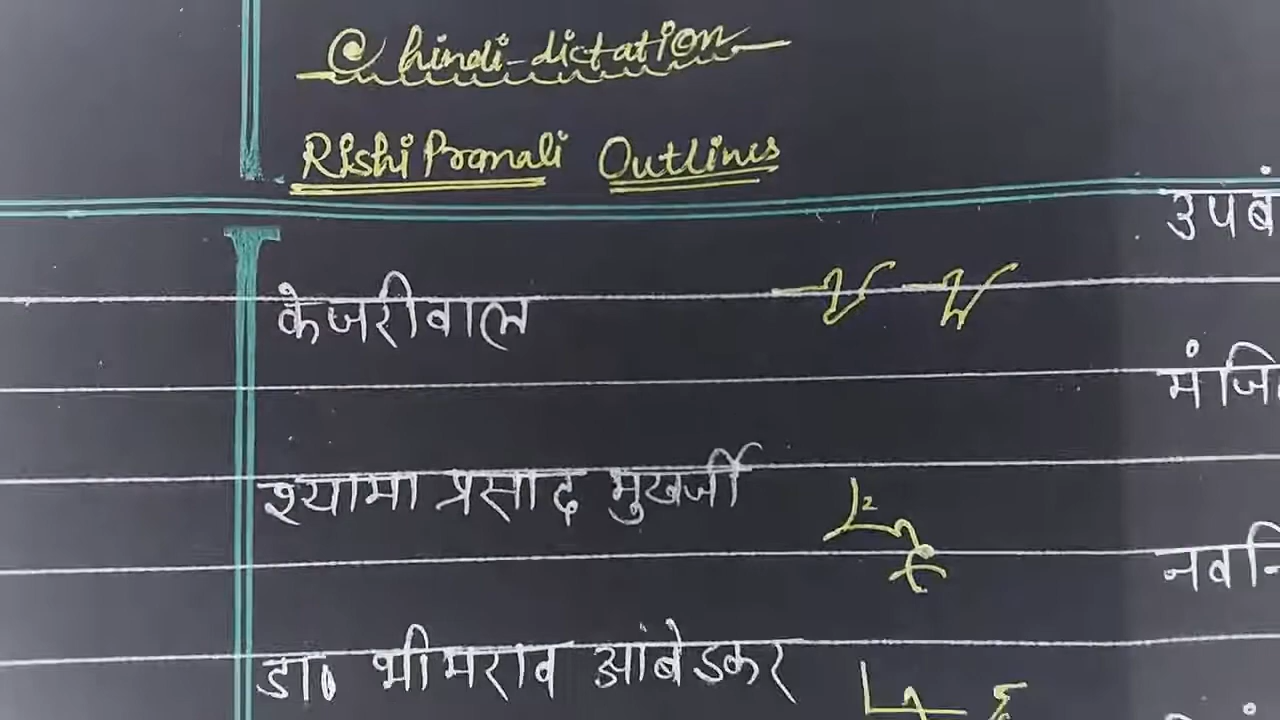 @ hindi-dictation
Rishi Pranali Outlines
केजरीवाल
श्यामा प्रसाद मुखर्जी
डा० भीमराव आंबेडकर